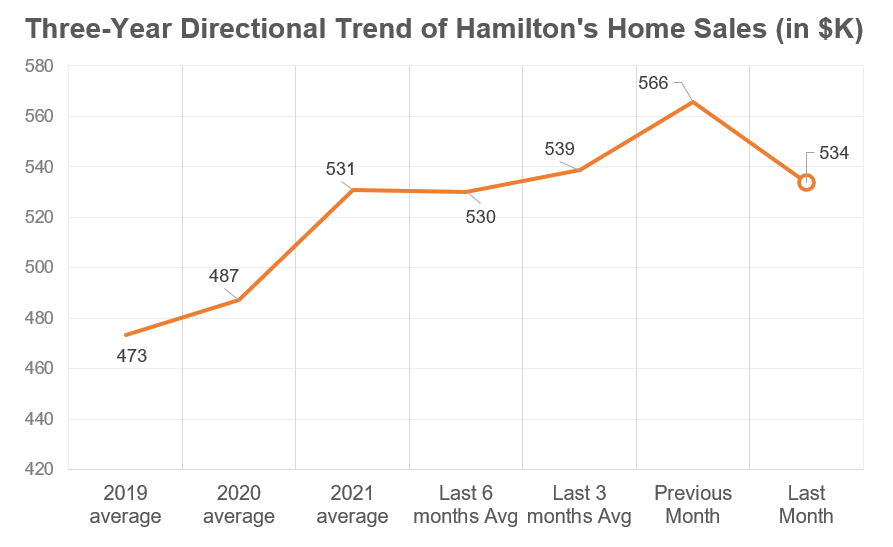 Three-Year Directional Trend of Hamilton's Home Sales (in $K)
580
560
540
520
500
480
460
440
420
473
487
531
530
539
566
534
2019
average
2020
average
2021
average
Last 6
months Avg
Last 3
months Avg
Previous
Month
Last
Month